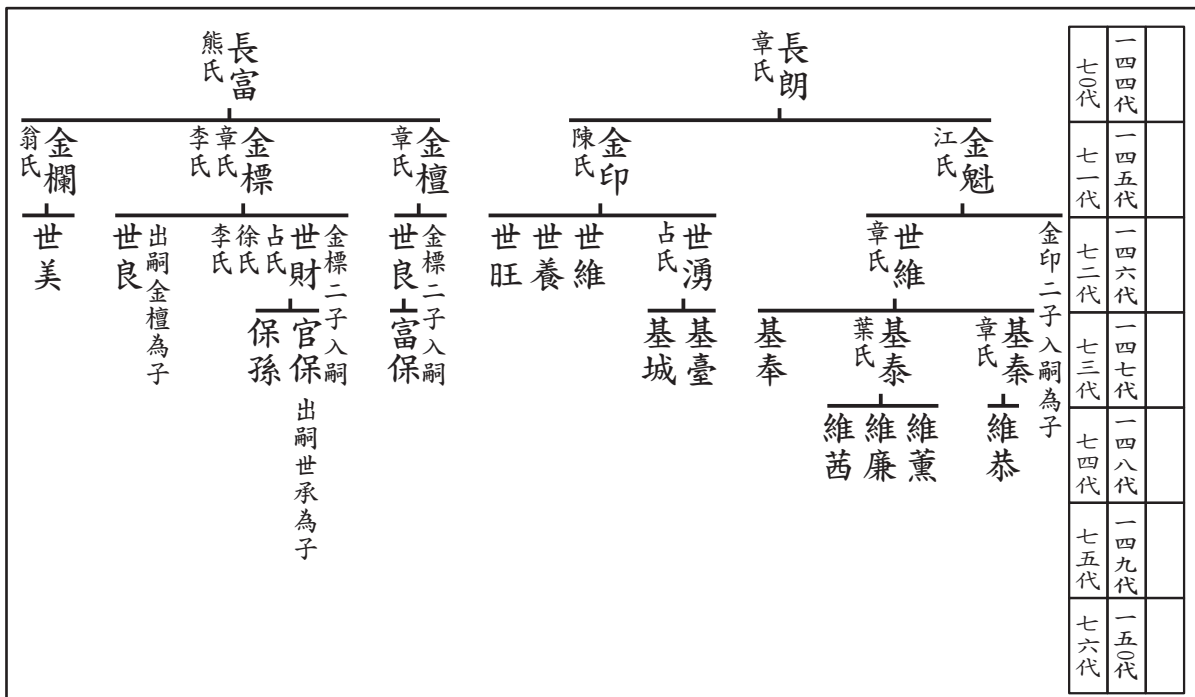 一四四代
一四五代
一四六代
一四七代
一四八代
一四九代
一五〇代
七〇代
七一代
七二代
七三代
七四代
七五代
七六代
長朗
章氏
長富
熊氏
金魁
江氏
金印
陳氏
金檀
章氏
金標
章氏
李氏
金欄
翁氏
金印二子入嗣為子
世維
章氏
世湧
占氏
世維
世養
世旺
金標二子入嗣
世良
金標二子入嗣
世財
占氏
徐氏
李氏
出嗣金檀為子
世良
世美
基秦
章氏
基泰
葉氏
基奉
基臺
基城
富保
官保
出嗣世承為子
保孫
維恭
維薰
維廉
維茜